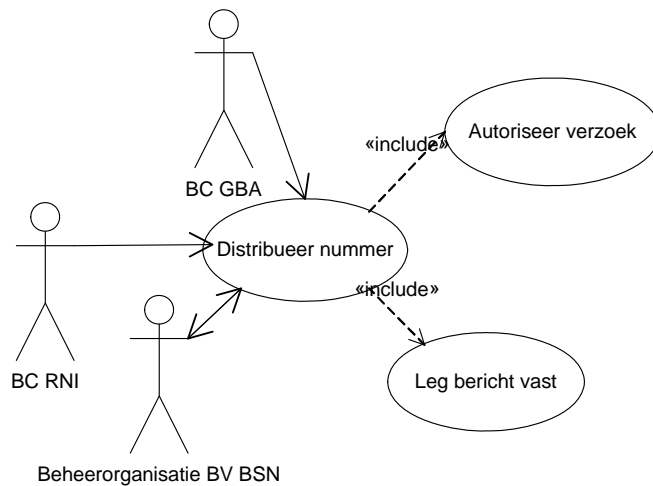 Autoriseer verzoek
«include»
BC GBA
Distribueer nummer
«include»
BC RNI
Leg bericht vast
Beheerorganisatie BV BSN